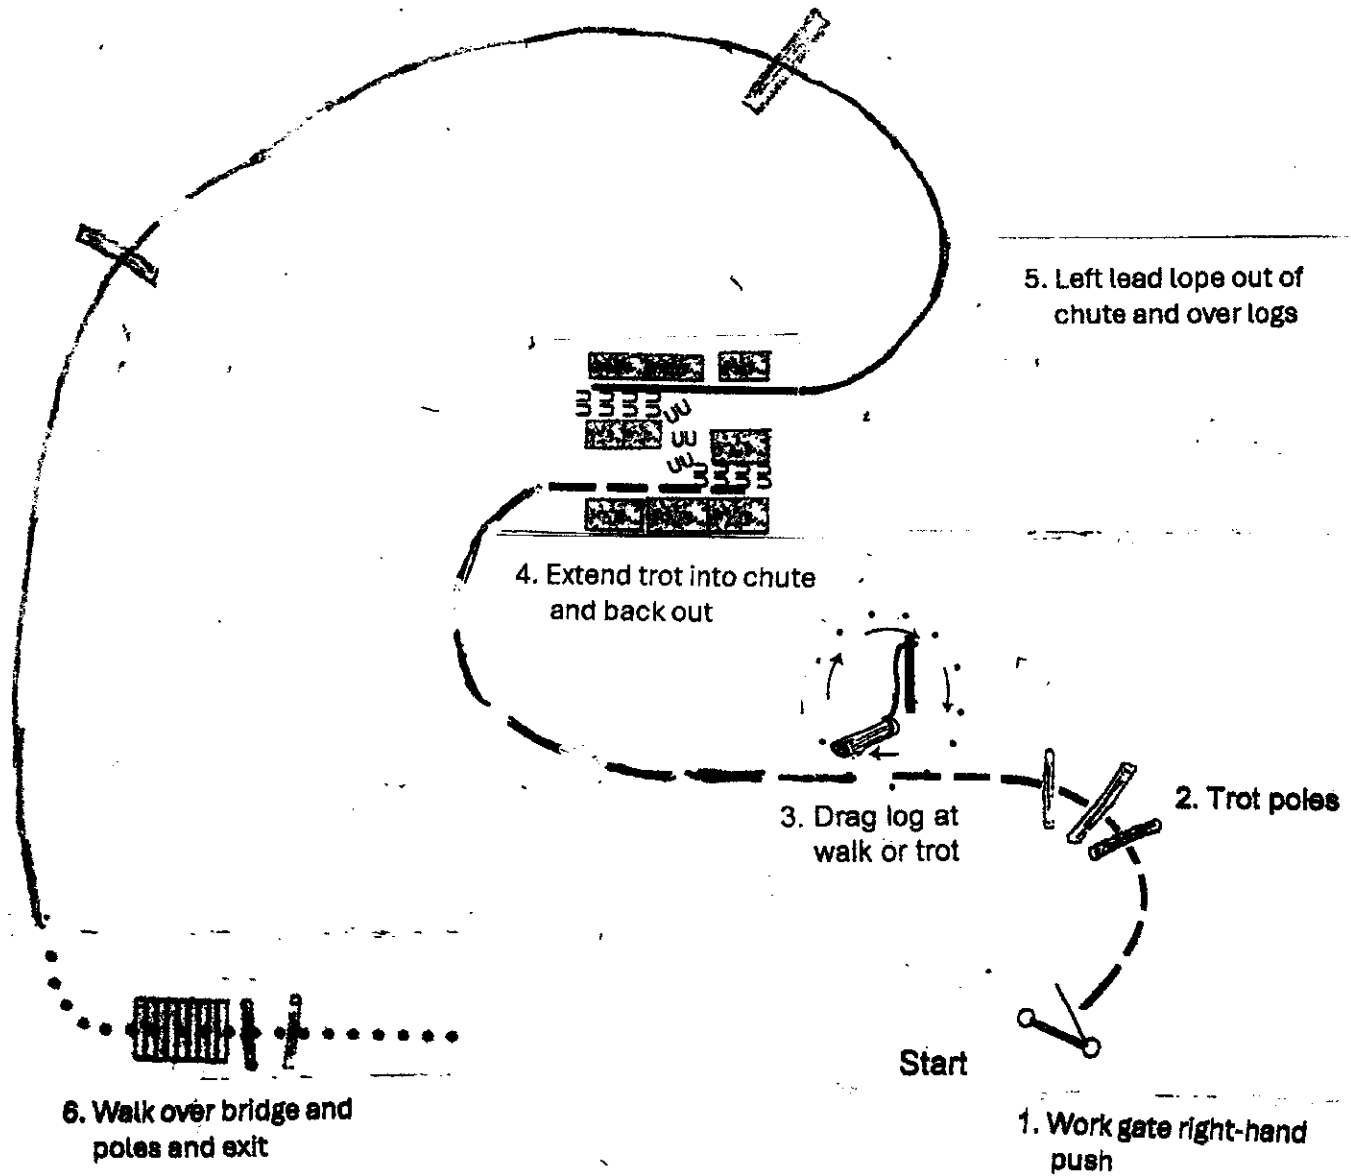 5. Left lead lope out of
chute and over logs
4. Extend trot into chute
and back out
2. Trot poles
3. Drag log at
walk or trot
Start
1. Work gate right-hand
push
6. Walk over bridge and
poles and exit